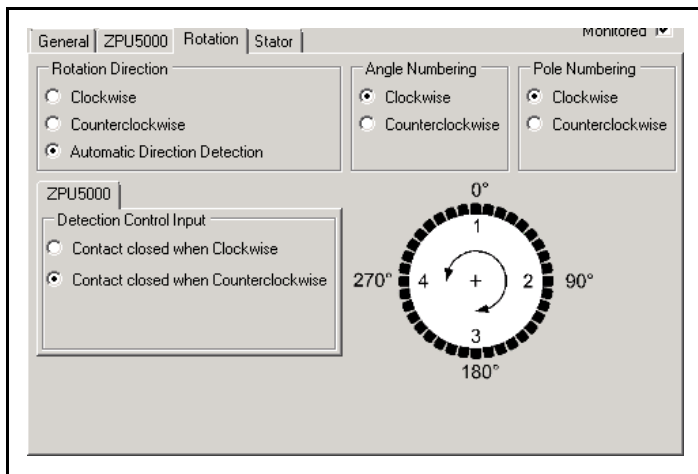 Monitored
General ZPU5000 Rotation Stator
Rotation Direction
Clockwise
Counterclockwise
Automatic Direction Detection
Angle Numbering
Clockwise
Counterclockwise
Pole Numbering
Clockwise
Counterclockwise
ZPU5000
Detection Control Input
Contact closed when Clockwise
Contact closed when Counterclockwise
0°
1
270° 4 + 2 90°
3
180°